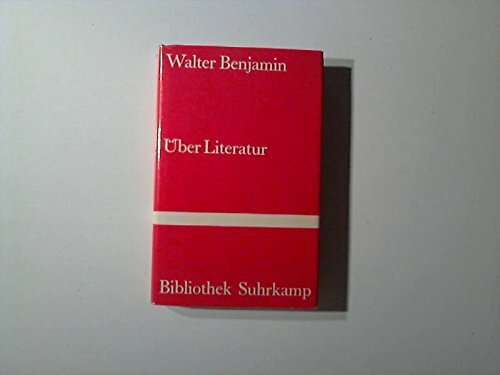 Walter Benjamin
Über Literatur
Bibliothek Suhrkamp